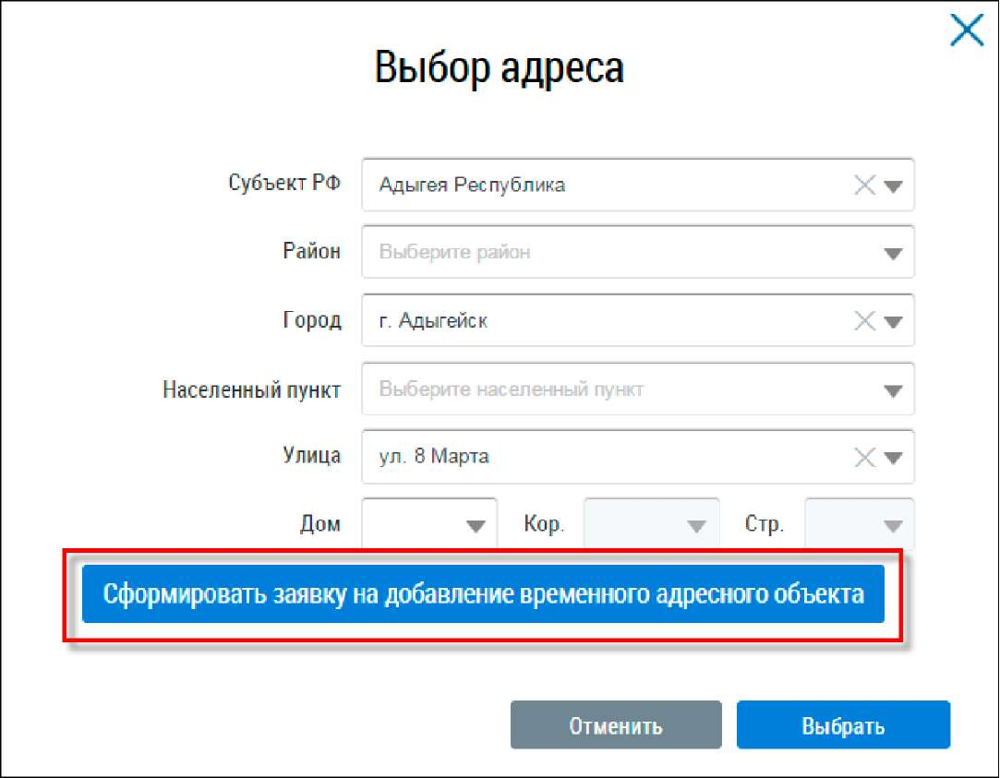 Выбор адреса
Субъект РФ Адыгея Республика
Район Выберите район
Город г. Адыгейск
Населенный пункт Выберите населенный пункт
Улица ул. 8 Марта
Дом Кор. Стр.
Сформировать заявку на добавление временного адресного объекта
Отменить Выбрать